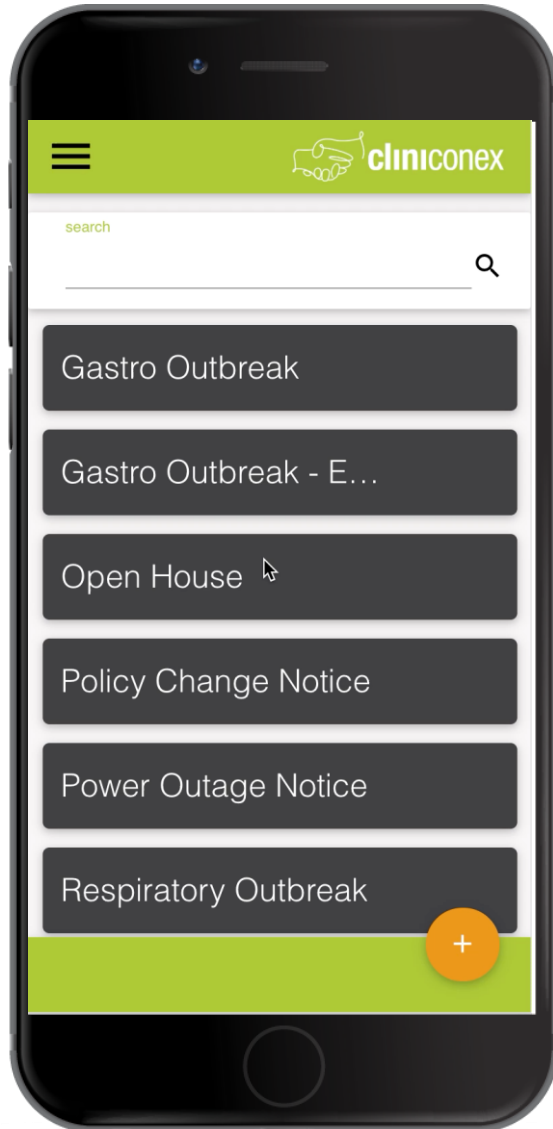 cliniconex
search
Gastro Outbreak
Gastro Outbreak - E...
Open House
Policy Change Notice
Power Outage Notice
Respiratory Outbreak
+